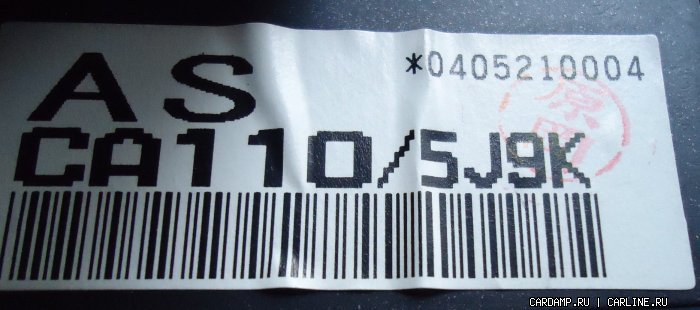 AS
*0405210004
CA110/5J9K
CARDAMP.RU | CARLINE.RU